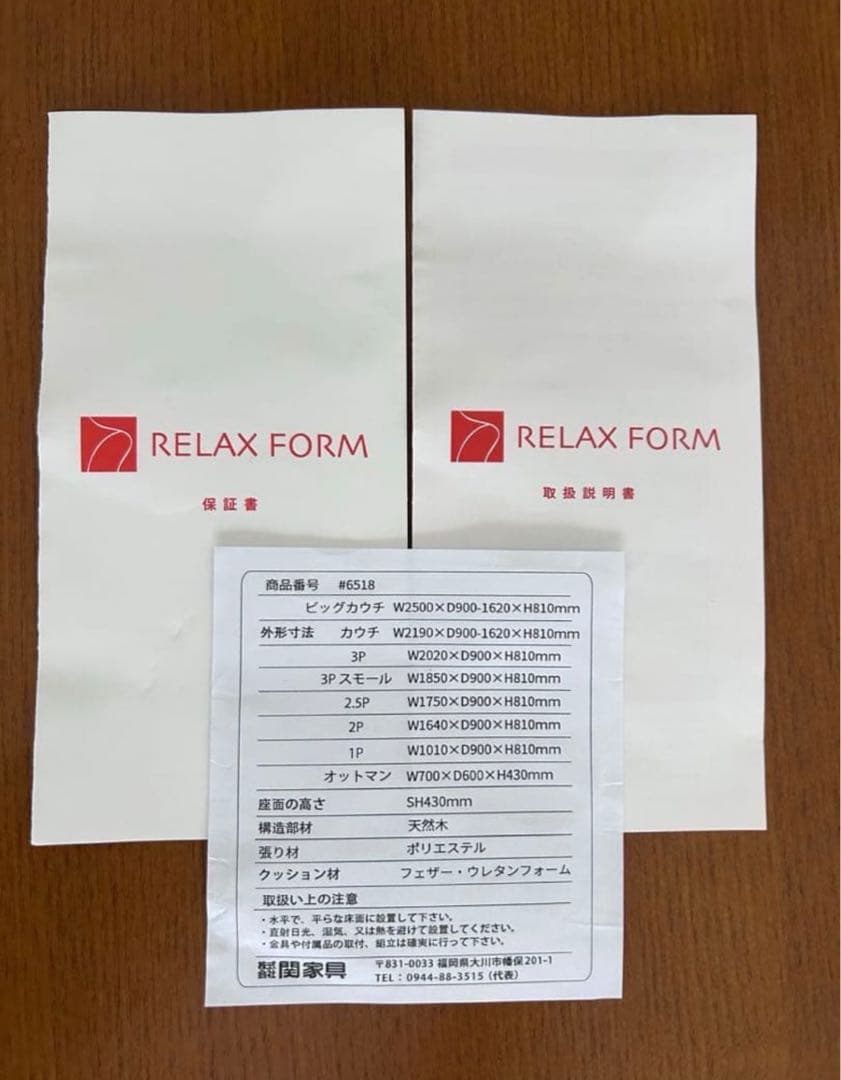 RELAX FORM
保証書
RELAX FORM
取扱説明書
商品番号 #6518
ビッグカウチ W2500×D900-1620×H810mm
外形寸法 カウチ W2190×D900-1620×H810mm
3P W2020×D900×H810mm
3Pスモール W1850×D900×H810mm
2.5P W1750×D900×H810mm
2P W1640×D900×H810mm
1P W1010×D900×H810mm
オットマン W700×D600×H430mm
座面の高さ SH430mm
構造部材 天然木
張り材 ポリエステル
クッション材 フェザー・ウレタンフォーム
取扱い上の注意
・水平で、平らな床面に設置して下さい。
・直射日光、湿気、又は熱を避けて設置してください。
・金具や付属品の取付、組立は確実に行って下さい。
株式会社関家具 〒831-0033 福岡県大川市幡保201-1
TEL：0944-88-3515（代表）